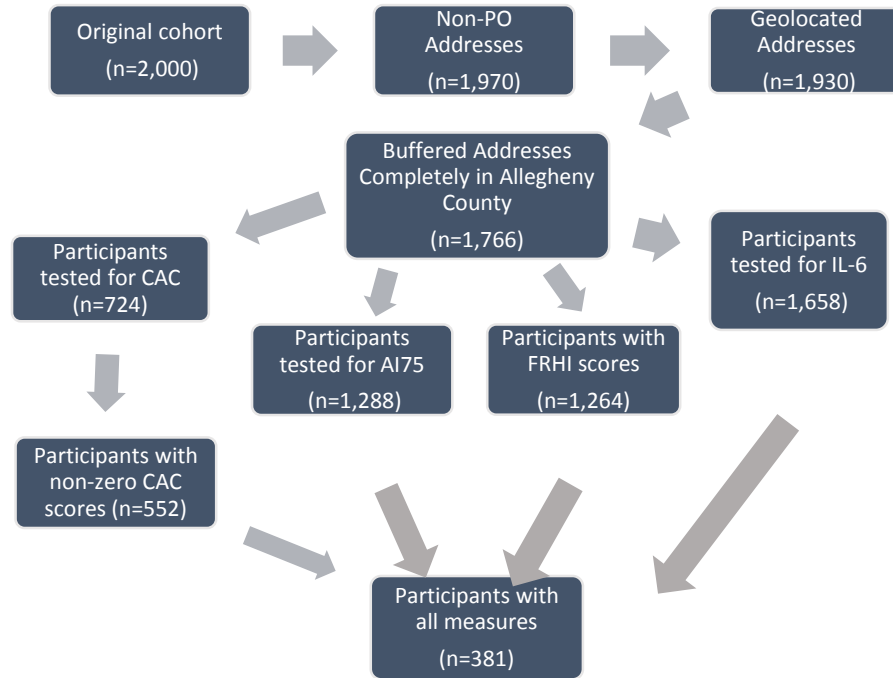 Original cohort
(n=2,000)
Non-PO
Addresses
(n=1,970)
Geolocated
Addresses
(n=1,930)
Buffered Addresses
Completely in Allegheny
County
(n=1,766)
Participants
tested for CAC
(n=724)
Participants
tested for AI75
(n=1,288)
Participants with
FRHI scores
(n=1,264)
Participants
tested for IL-6
(n=1,658)
Participants with
non-zero CAC
scores (n=552)
Participants with
all measures
(n=381)